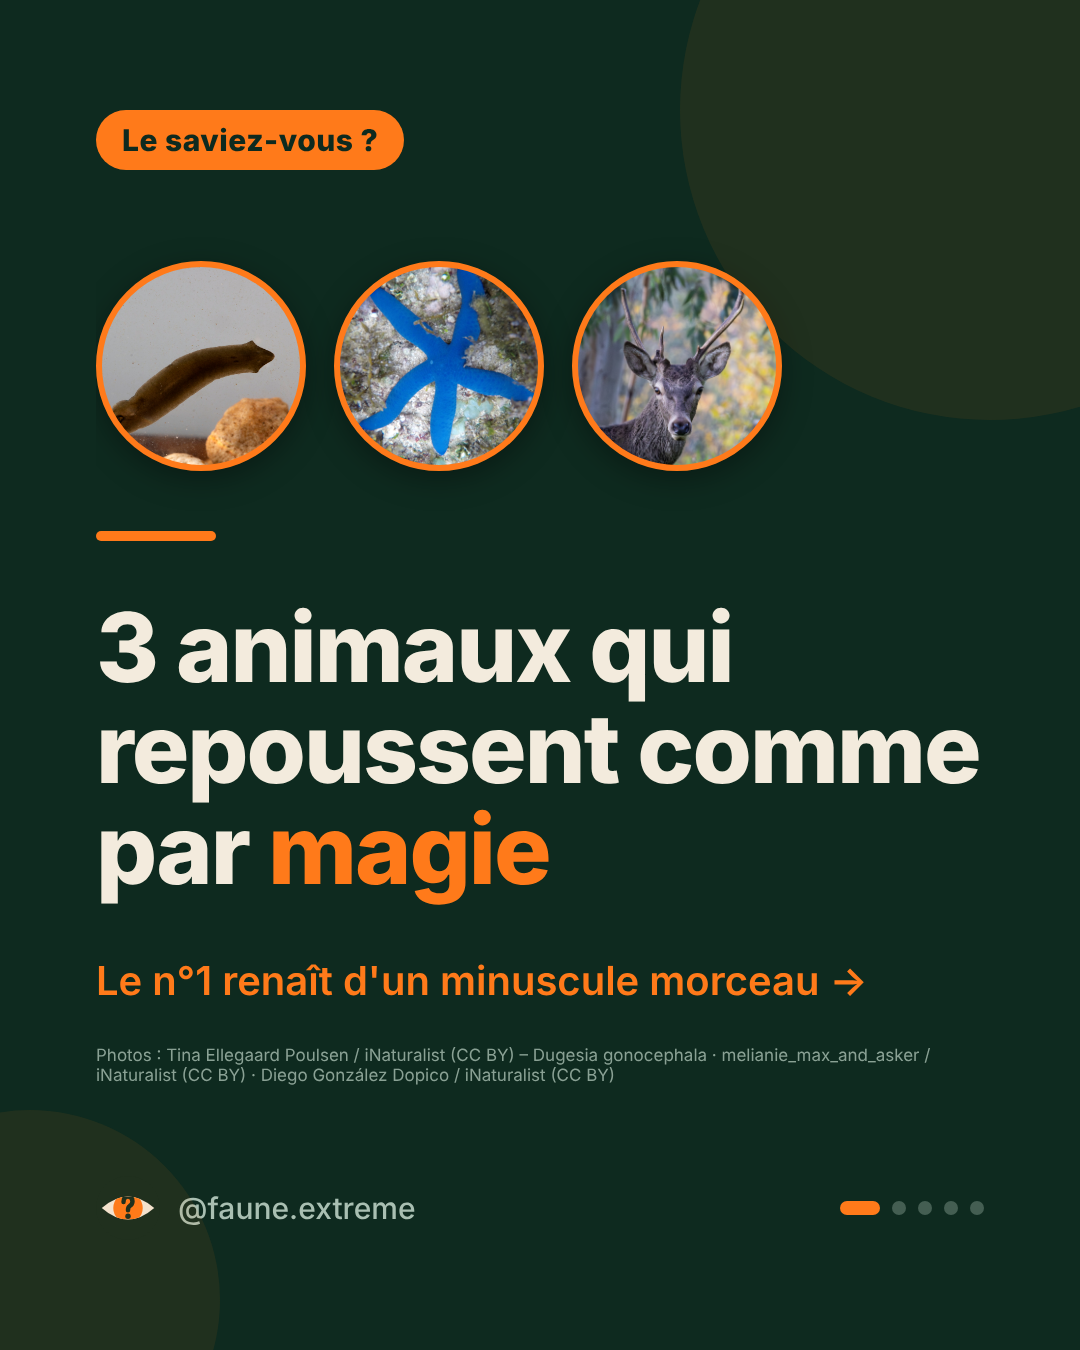 Le saviez-vous ?
3 animaux qui
repoussent comme
par magie
Le n°1 renaît d'un minuscule morceau →
Photos : Tina Ellegaard Poulsen / iNaturalist (CC BY) – Dugesia gonocephala · melianie_max_and_asker /
iNaturalist (CC BY) · Diego González Dopico / iNaturalist (CC BY)
?
@faune.extreme